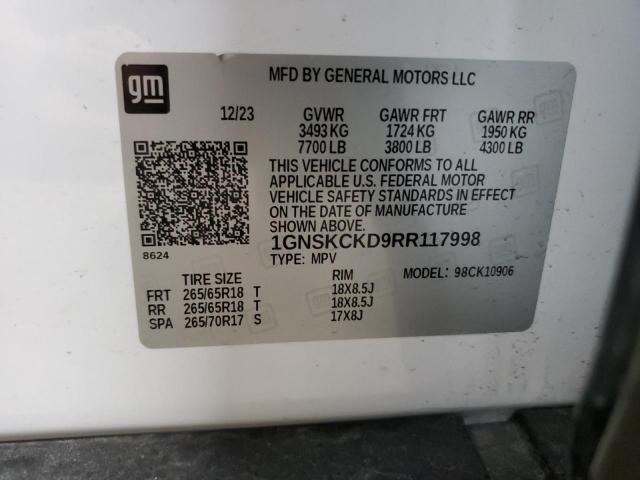 gm
MFD BY GENERAL MOTORS LLC
12/23 GVWR GAWR FRT GAWR RR
3493 KG 1724 KG 1950 KG
7700 LB 3800 LB 4300 LB
THIS VEHICLE CONFORMS TO ALL
APPLICABLE U.S. FEDERAL MOTOR
VEHICLE SAFETY STANDARDS IN EFFECT
ON THE DATE OF MANUFACTURE
SHOWN ABOVE.
8624
1GNSKCKD9RR117998
TYPE: MPV MODEL: 98CK10906
TIRE SIZE RIM
FRT 265/65R18 T 18X8.5J
RR 265/65R18 T 18X8.5J
SPA 265/70R17 S 17X8J